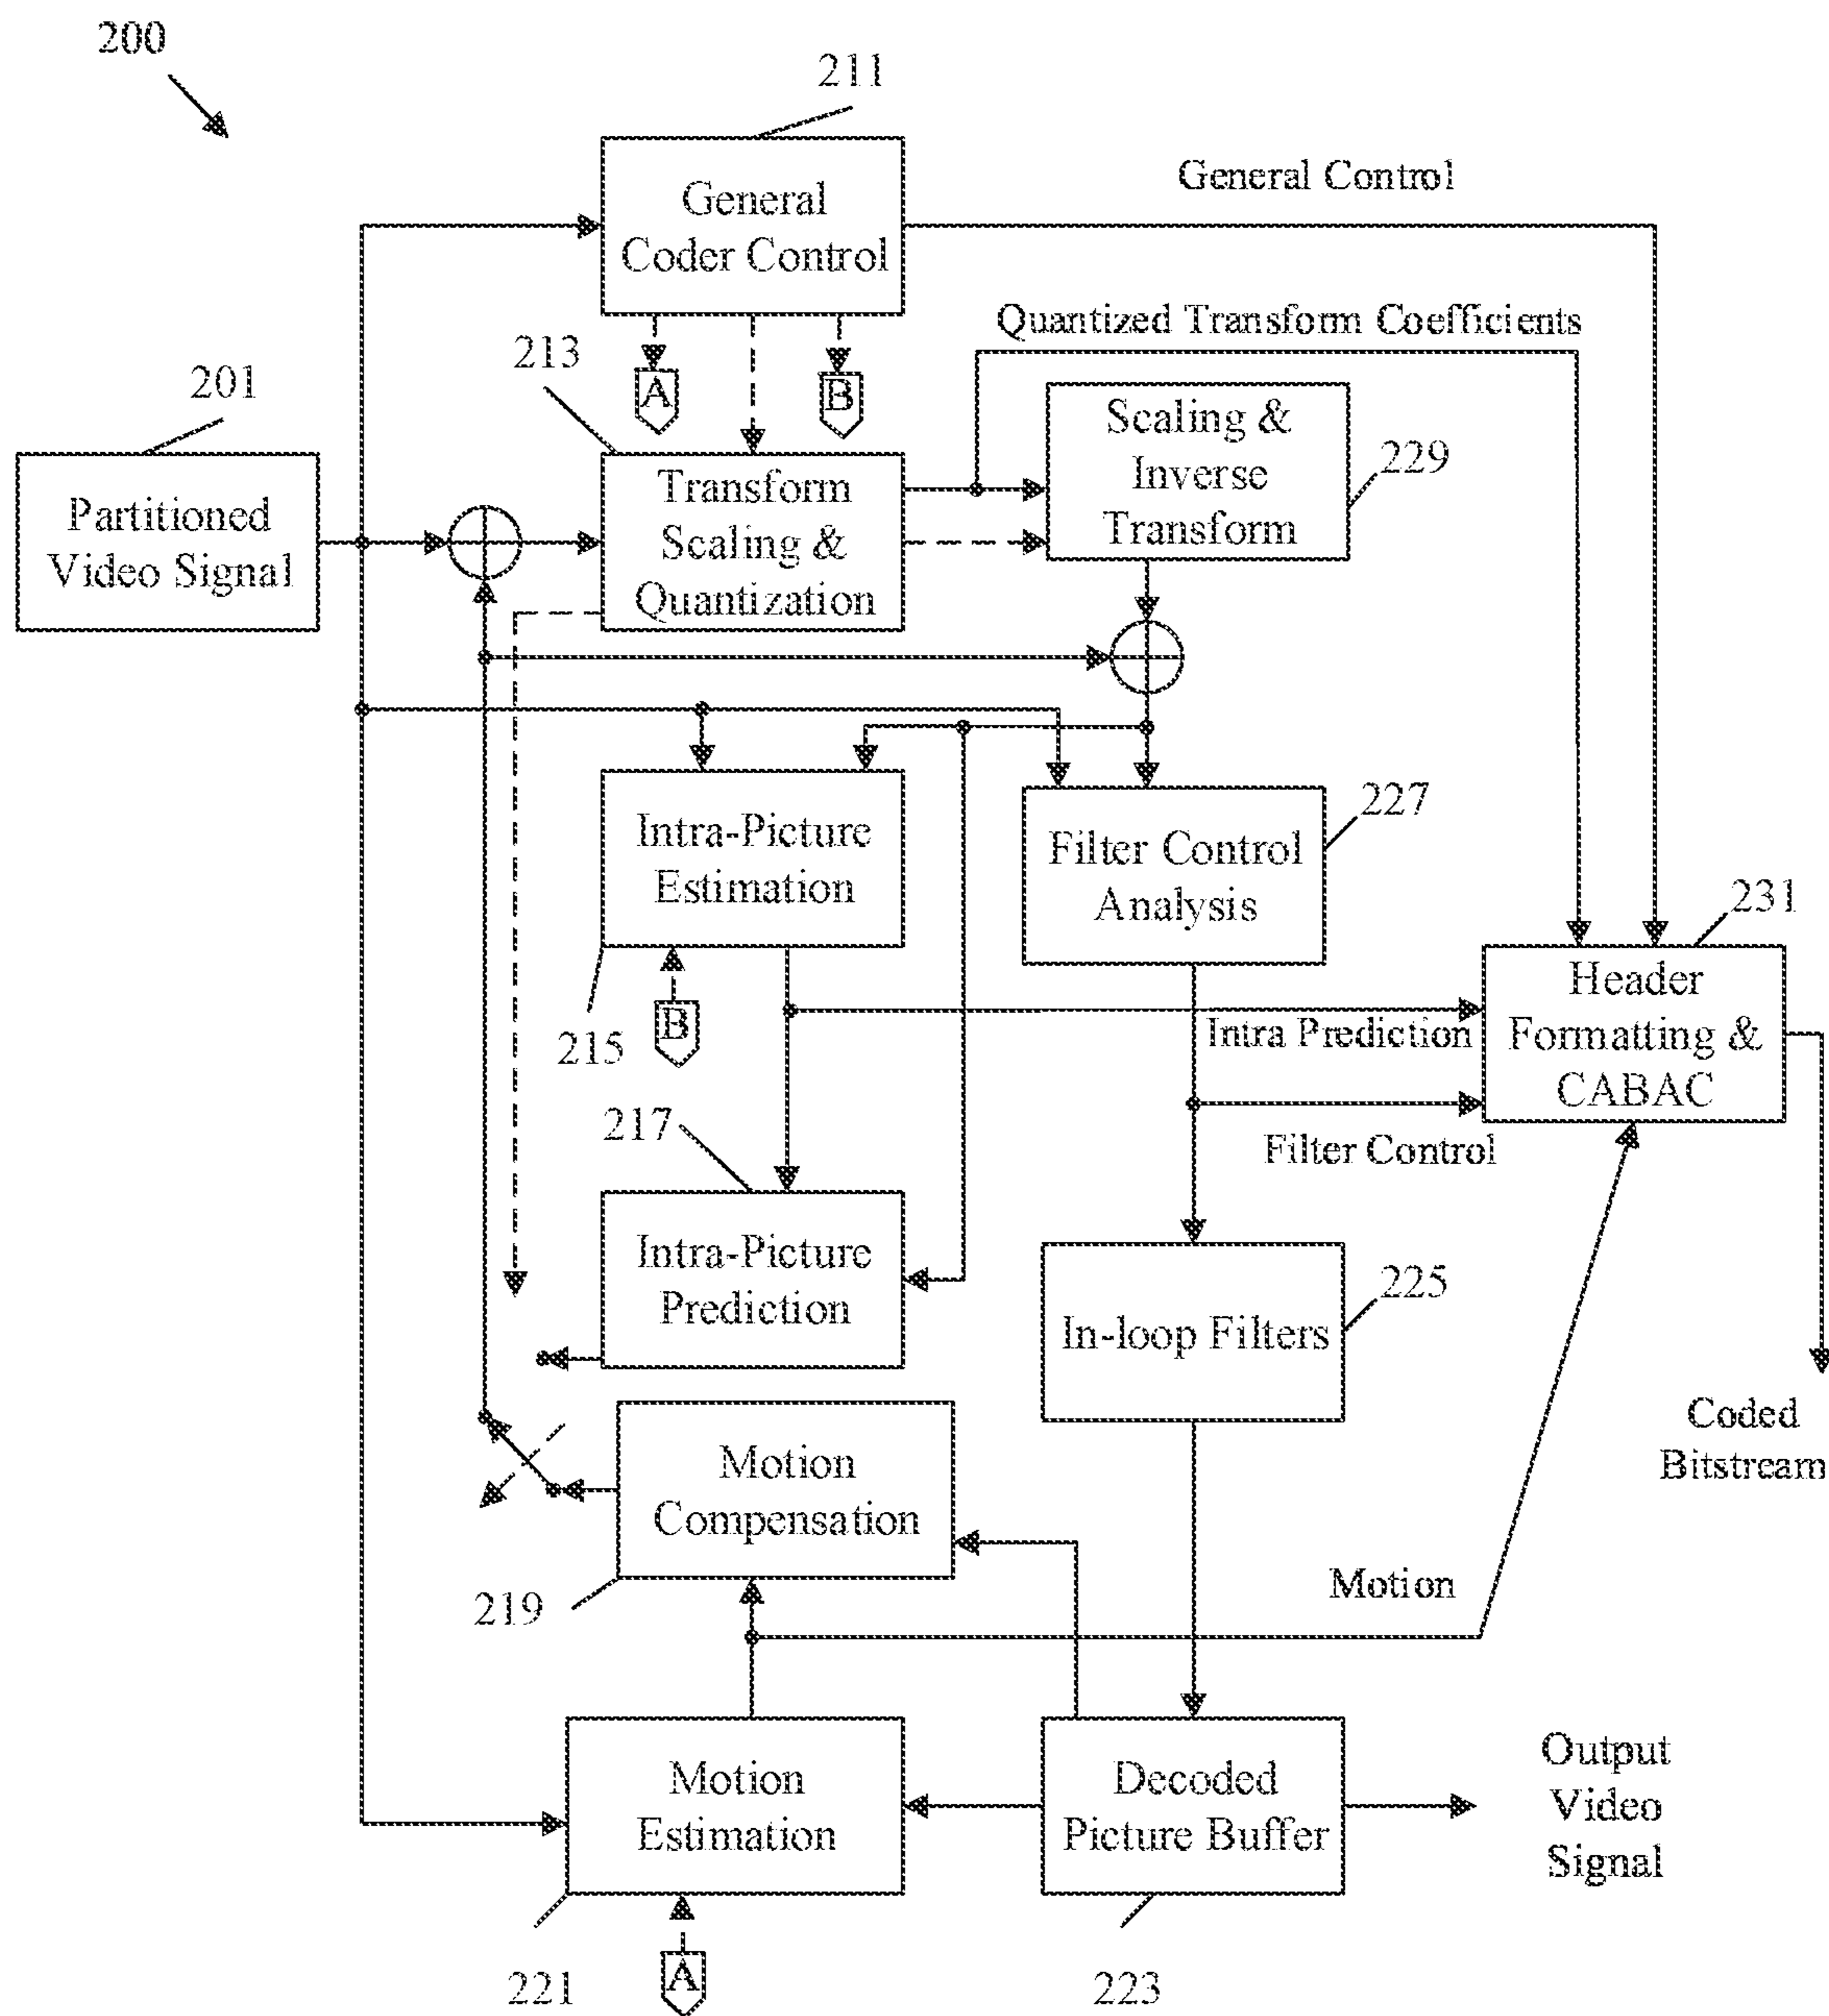 200
211
General
Coder Control
General Control
Quantized Transform Coefficients
A
B
213
201
Partitioned
Video Signal
Transform
Scaling &
Quantization
Scaling &
Inverse
Transform
229
Intra-Picture
Estimation
215
B
227
Filter Control
Analysis
231
Header
Formatting &
CABAC
Intra Prediction
Filter Control
217
Intra-Picture
Prediction
225
In-loop Filters
Coded
Bitstream
Motion
Compensation
219
Motion
Motion
Estimation
221
A
Decoded
Picture Buffer
223
Output
Video
Signal